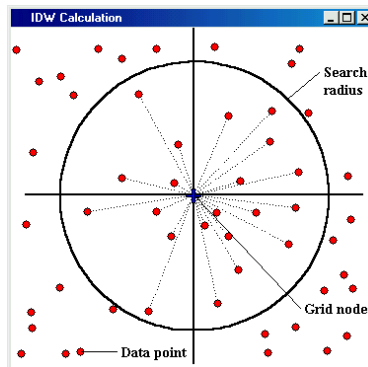 IDW Calculation
Search
radius
Grid node
Data point